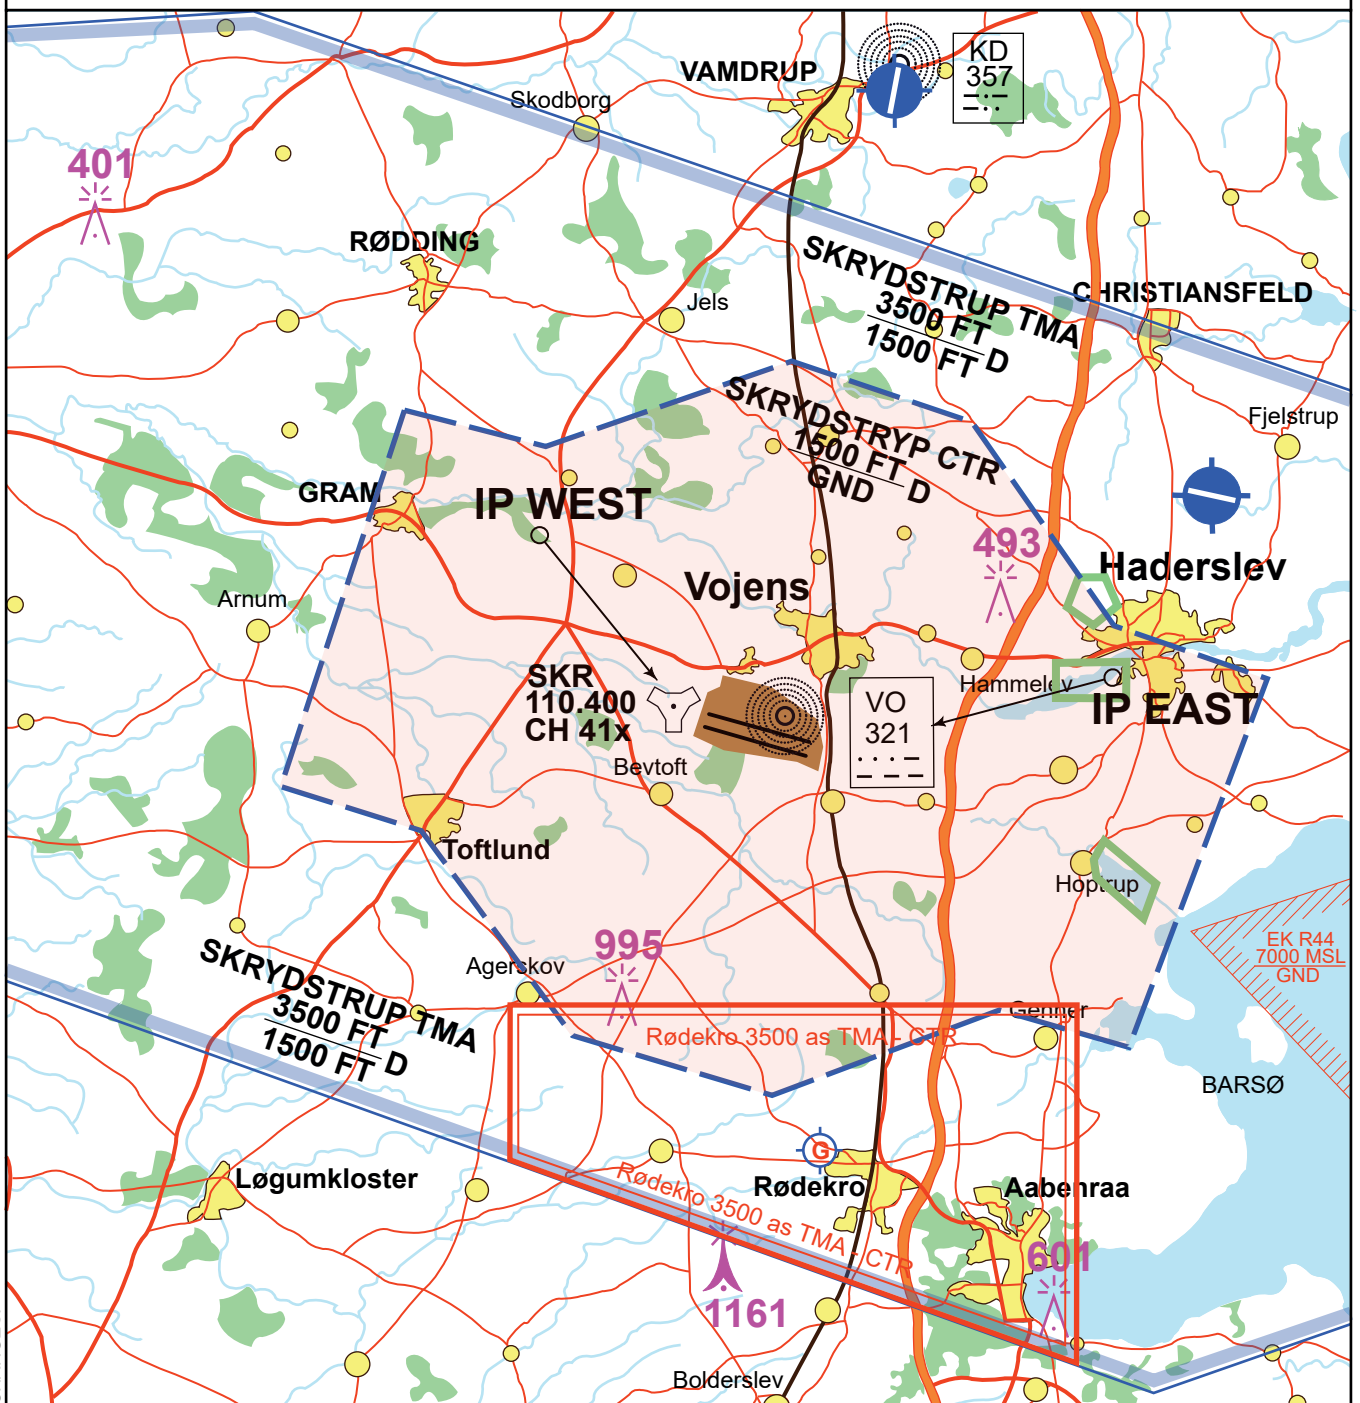 VAMDRUP
KD
357
Skodborg
401
RØDDING
SKRYDSTRUP TMA
3500 FT
1500 FT
D
CHRISTIANSFELD
Jels
Fjelstrup
SKRYDSTRYP CTR
1500 FT
GND
D
GRAM
IP WEST
493
Haderslev
Vojens
Arnum
SKR
110.400
CH 41x
Hammelev
VO
321
IP EAST
Bevtoft
Toftlund
Hoptrup
995
EK R44
7000 MSL
GND
Agerskov
SKRYDSTRUP TMA
3500 FT
1500 FT
D
Genner
Rødekro 3500 as TMA - CTR
BARSØ
G
Løgumkloster
Rødekro
Aabenraa
Rødekro 3500 as TMA - CTR
601
1161
Bolderslev